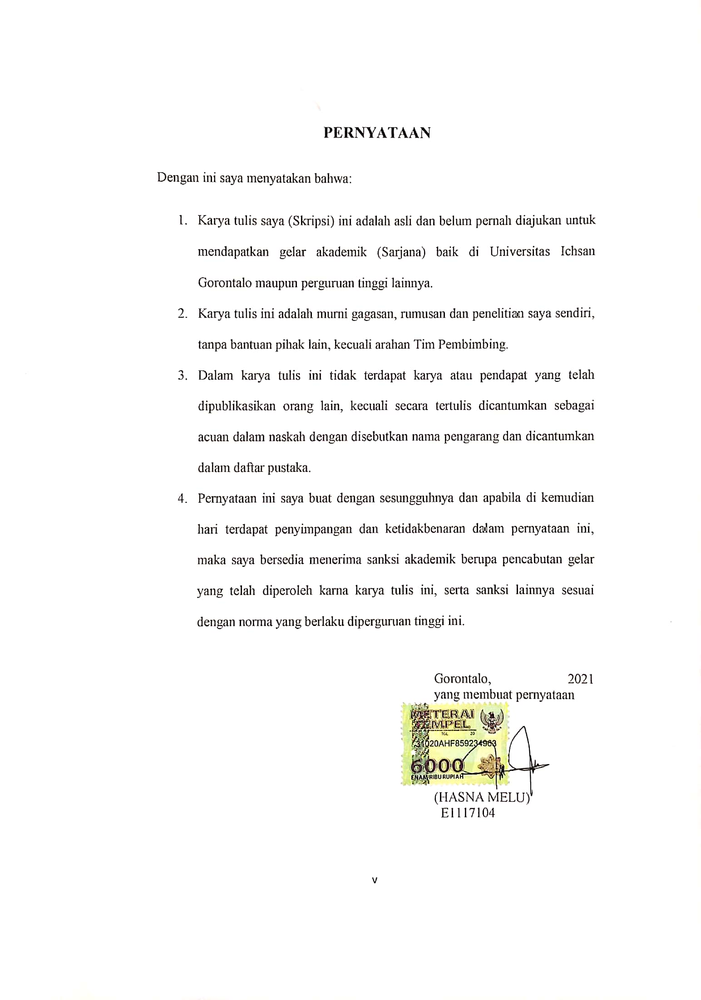 PERNYATAAN
Dengan ini saya menyatakan bahwa:
1. Karya tulis saya (Skripsi) ini adalah asli dan belum pernah diajukan untuk
mendapatkan gelar akademik (Sarjana) baik di Universitas Ichsan
Gorontalo maupun perguruan tinggi lainnya.
2. Karya tulis ini adalah murni gagasan, rumusan dan penelitian saya sendiri,
tanpa bantuan pihak lain, kecuali arahan Tim Pembimbing.
3. Dalam karya tulis ini tidak terdapat karya atau pendapat yang telah
dipublikasikan orang lain, kecuali secara tertulis dicantumkan sebagai
acuan dalam naskah dengan disebutkan nama pengarang dan dicantumkan
dalam daftar pustaka.
4. Pernyataan ini saya buat dengan sesungguhnya dan apabila di kemudian
hari terdapat penyimpangan dan ketidakbenaran dalam pernyataan ini,
maka saya bersedia menerima sanksi akademik berupa pencabutan gelar
yang telah diperoleh karna karya tulis ini, serta sanksi lainnya sesuai
dengan norma yang berlaku diperguruan tinggi ini.
Gorontalo, 2021
yang membuat pernyataan
METERAI
TEMPEL
TGL 20
31020AHF859234963
6000
ENAM RIBU RUPIAH
(HASNA MELU)
E1117104
v